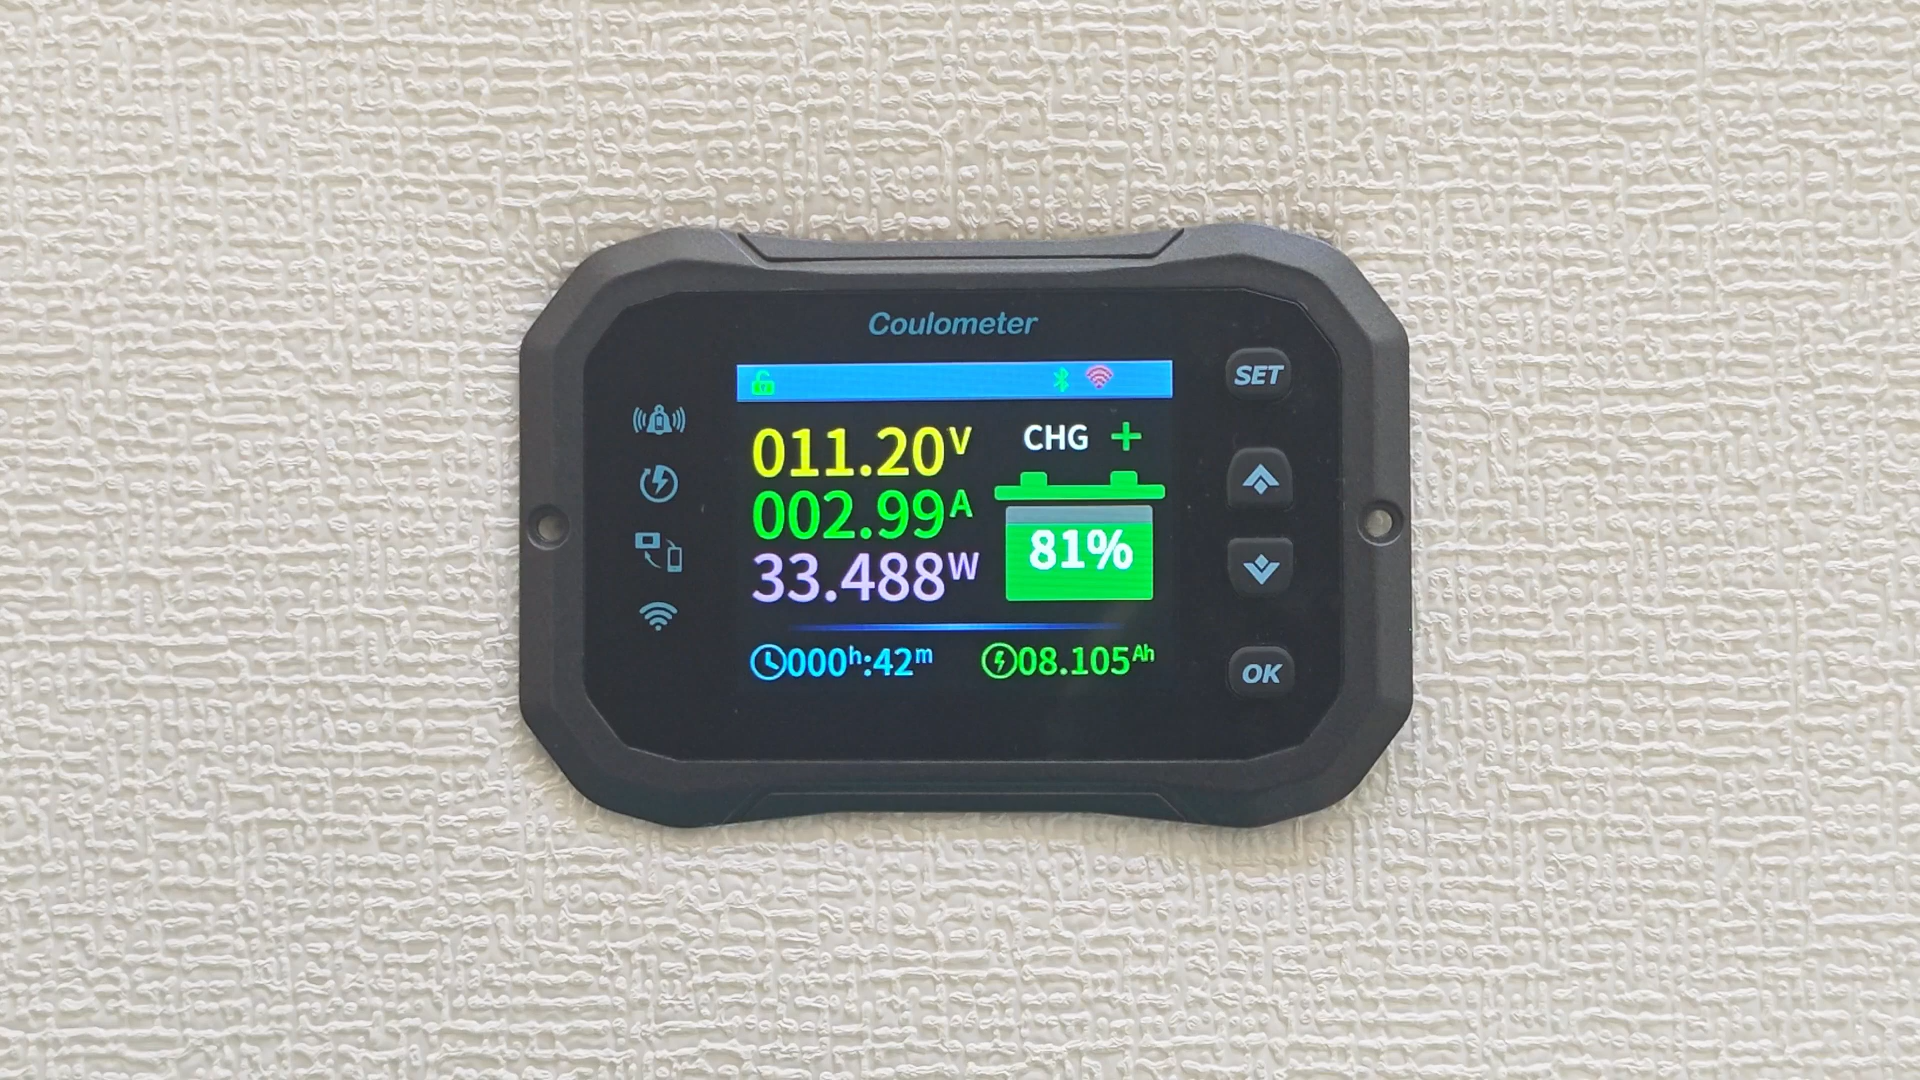 Coulometer
SET
011.20V
CHG +
002.99A
81%
33.488W
000h:42m
08.105Ah
OK